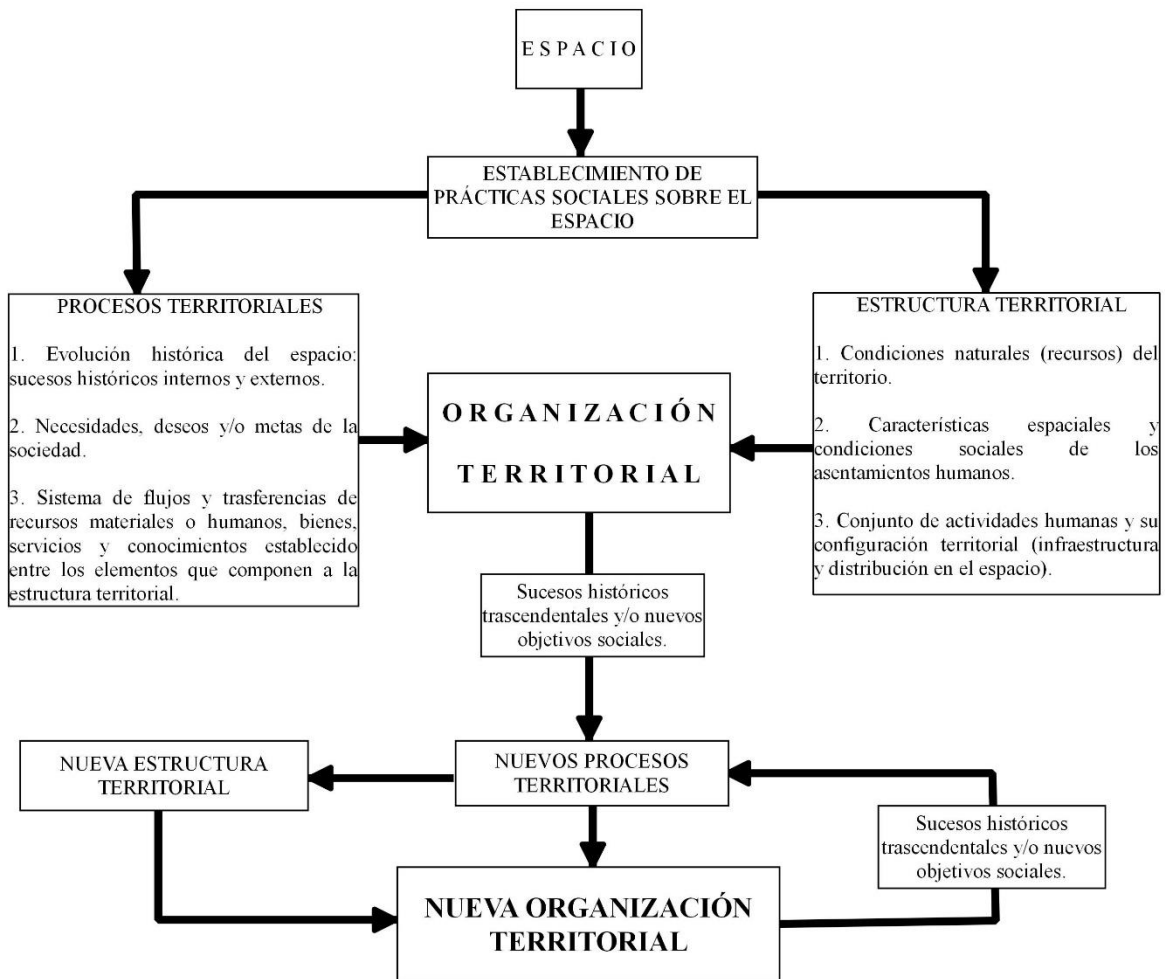 E S P A C I O
ESTABLECIMIENTO DE
PRÁCTICAS SOCIALES SOBRE EL
ESPACIO
PROCESOS TERRITORIALES
1. Evolución histórica del espacio:
sucesos históricos internos y externos.
2. Necesidades, deseos y/o metas de la
sociedad.
3. Sistema de flujos y trasferencias de
recursos materiales o humanos, bienes,
servicios y conocimientos establecido
entre los elementos que componen a la
estructura territorial.
ESTRUCTURA TERRITORIAL
1. Condiciones naturales (recursos) del
territorio.
2. Características espaciales y
condiciones sociales de los
asentamientos humanos.
3. Conjunto de actividades humanas y su
configuración territorial (infraestructura
y distribución en el espacio).
O R G A N I Z A C I Ó N
T E R R I T O R I A L
Sucesos históricos
trascendentales y/o nuevos
objetivos sociales.
NUEVOS PROCESOS
TERRITORIALES
NUEVA ESTRUCTURA
TERRITORIAL
Sucesos históricos
trascendentales y/o nuevos
objetivos sociales.
NUEVA ORGANIZACIÓN
TERRITORIAL